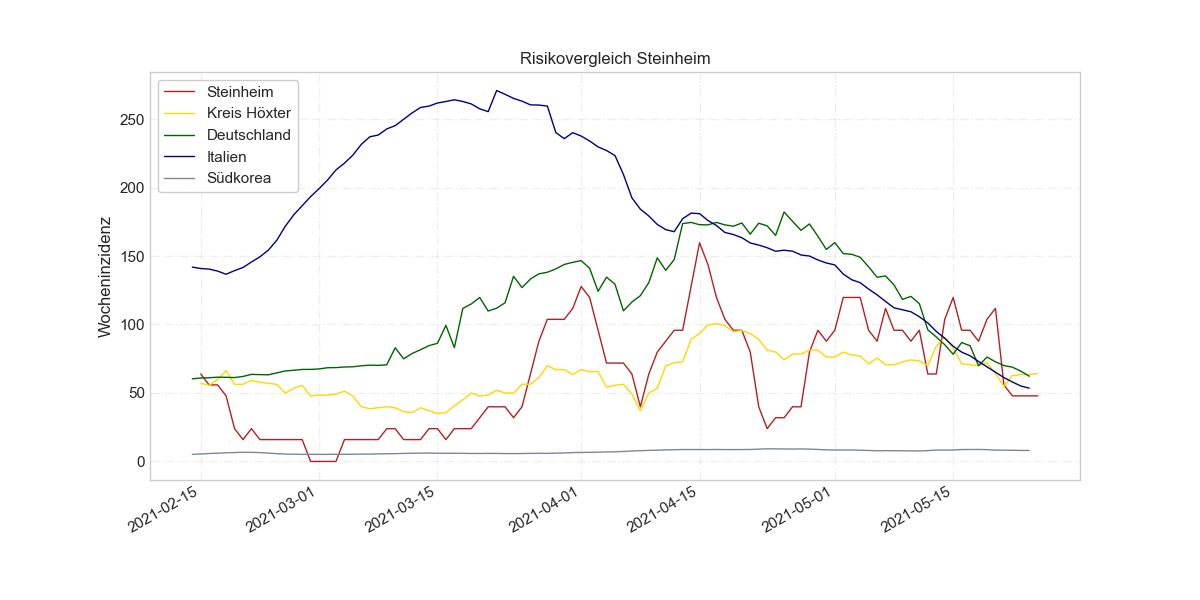 Risikovergleich Steinheim
Steinheim
Kreis Höxter
Deutschland
Italien
Südkorea
Wocheninzidenz
250
200
150
100
50
0
2021-02-15
2021-03-01
2021-03-15
2021-04-01
2021-04-15
2021-05-01
2021-05-15